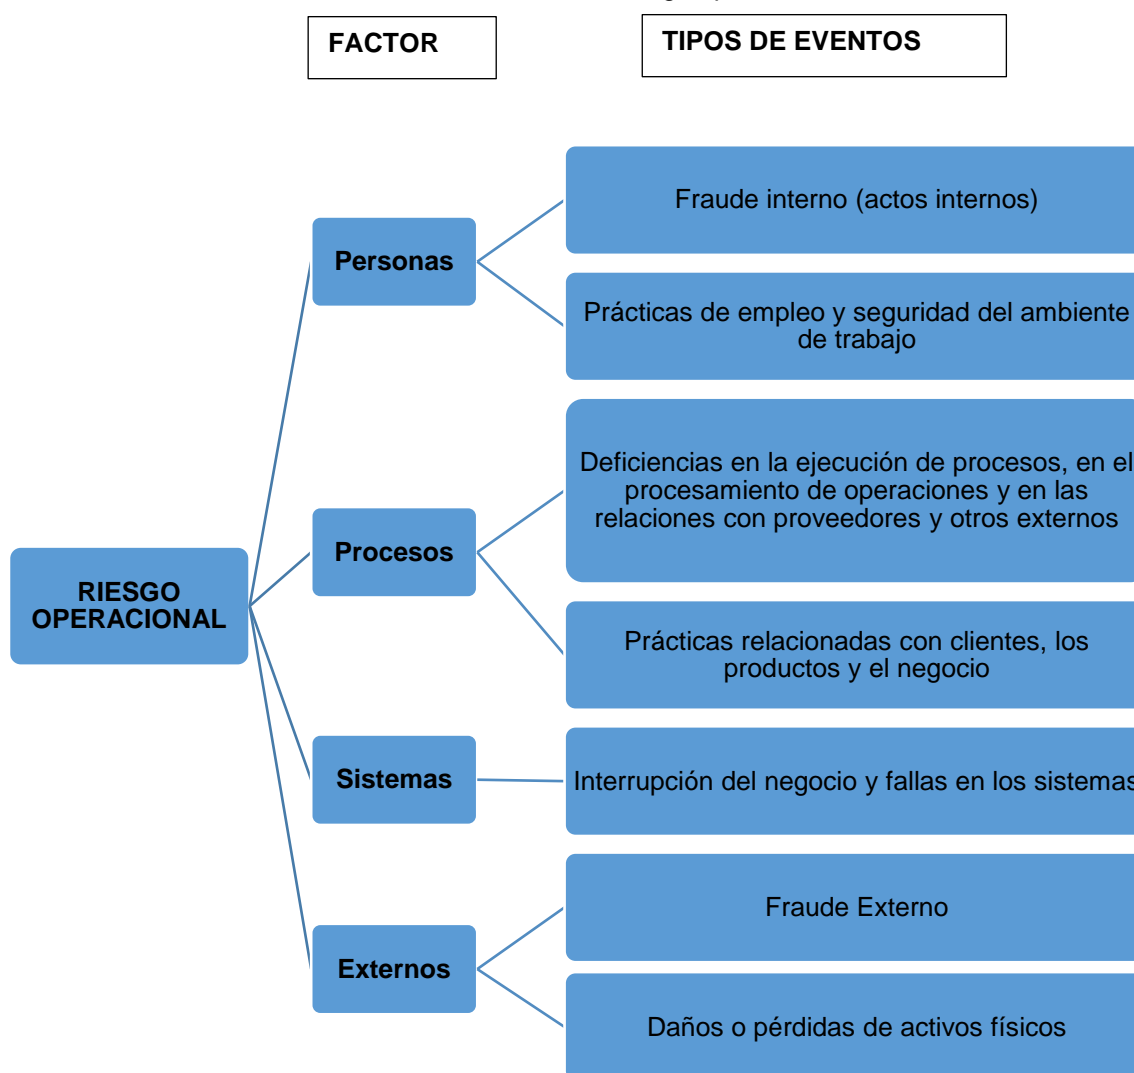 FACTOR
TIPOS DE EVENTOS
RIESGO
OPERACIONAL
Personas
Fraude interno (actos internos)
Prácticas de empleo y seguridad del ambiente
de trabajo
Procesos
Deficiencias en la ejecución de procesos, en el
procesamiento de operaciones y en las
relaciones con proveedores y otros externos
Prácticas relacionadas con clientes, los
productos y el negocio
Sistemas
Interrupción del negocio y fallas en los sistemas
Externos
Fraude Externo
Daños o pérdidas de activos físicos